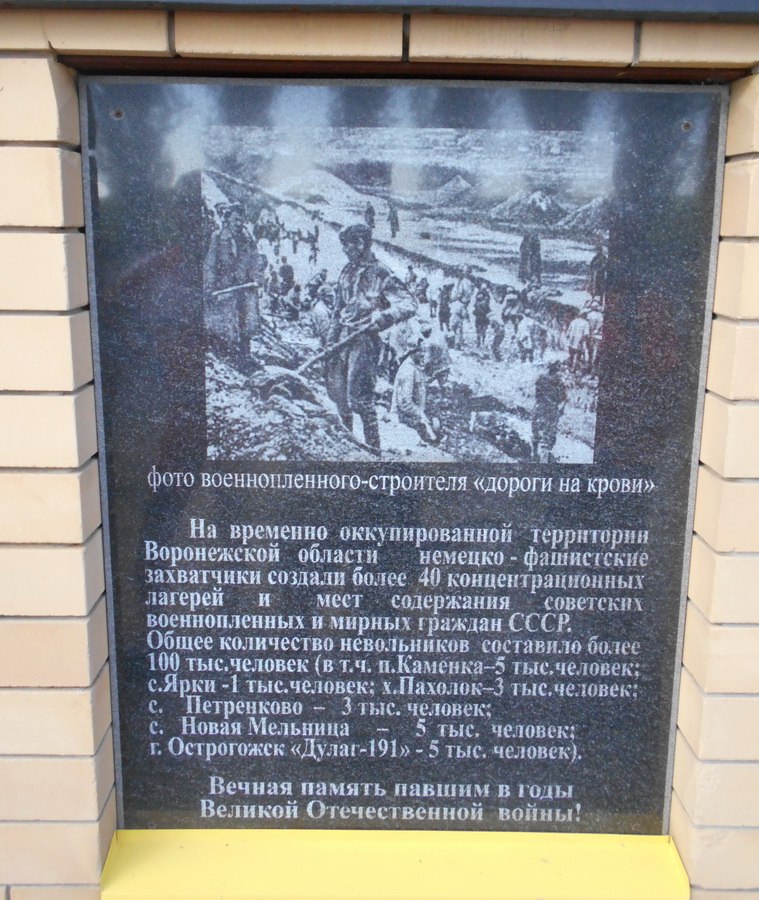 фото военнопленного-строителя «дороги на крови»
На временно оккупированной территории
Воронежской области немецко - фашистские
захватчики создали более 40 концентрационных
лагерей и мест содержания советских
военнопленных и мирных граждан СССР.
Общее количество невольников составило более
100 тыс.человек (в т.ч. п.Каменка–5 тыс.человек;
с.Ярки -1 тыс.человек; х.Пахолок–3 тыс.человек;
с. Петренково – 3 тыс. человек;
с. Новая Мельница – 5 тыс. человек;
г. Острогожск «Дулаг-191» - 5 тыс. человек).
Вечная память павшим в годы
Великой Отечественной войны!